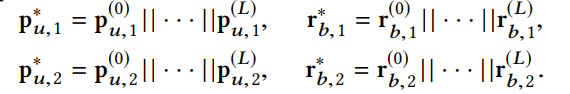 p*_{u,1} = p^{(0)}_{u,1} || · · · || p^{(L)}_{u,1},    r*_{b,1} = r^{(0)}_{b,1} || · · · || r^{(L)}_{b,1},
p*_{u,2} = p^{(0)}_{u,2} || · · · || p^{(L)}_{u,2},    r*_{b,2} = r^{(0)}_{b,2} || · · · || r^{(L)}_{b,2}.